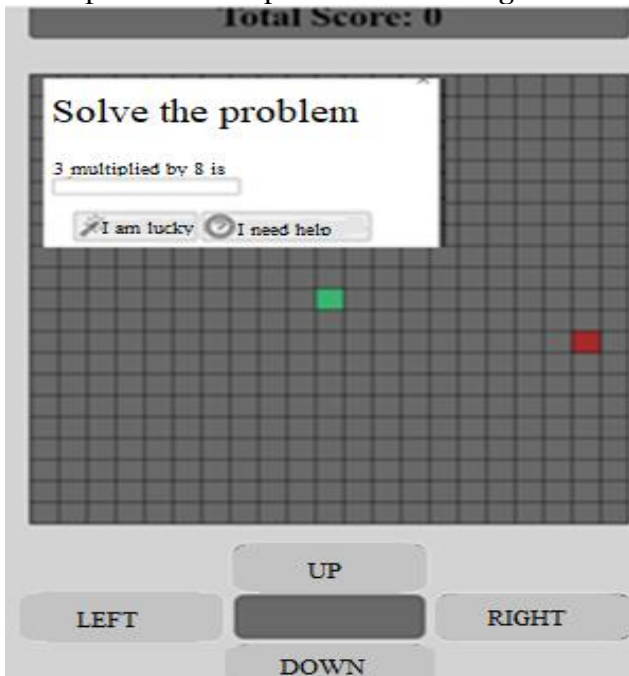 Total Score: 0
Solve the problem
3 multiplied by 8 is
I am lucky I need help
UP
LEFT RIGHT
DOWN